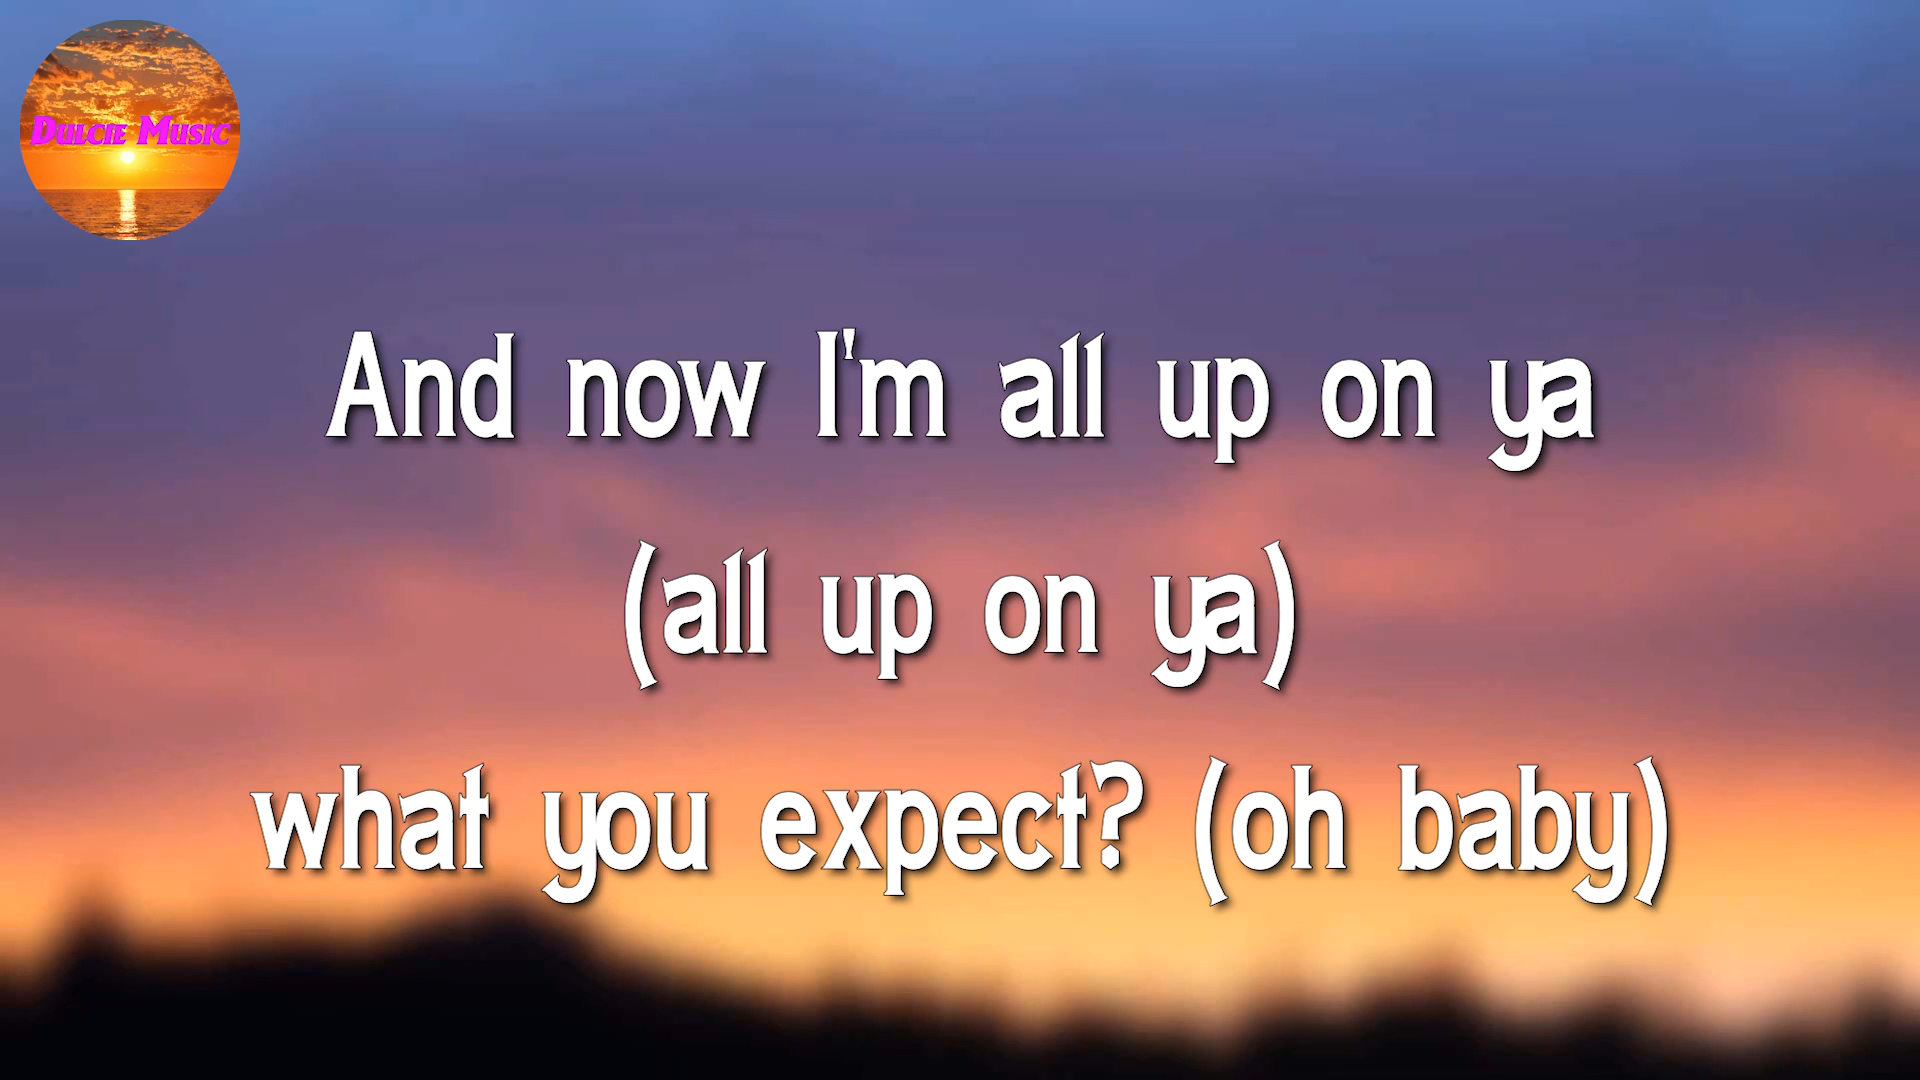 Dulcie Music
And now I'm all up on ya
(all up on ya)
what you expect? (oh baby)